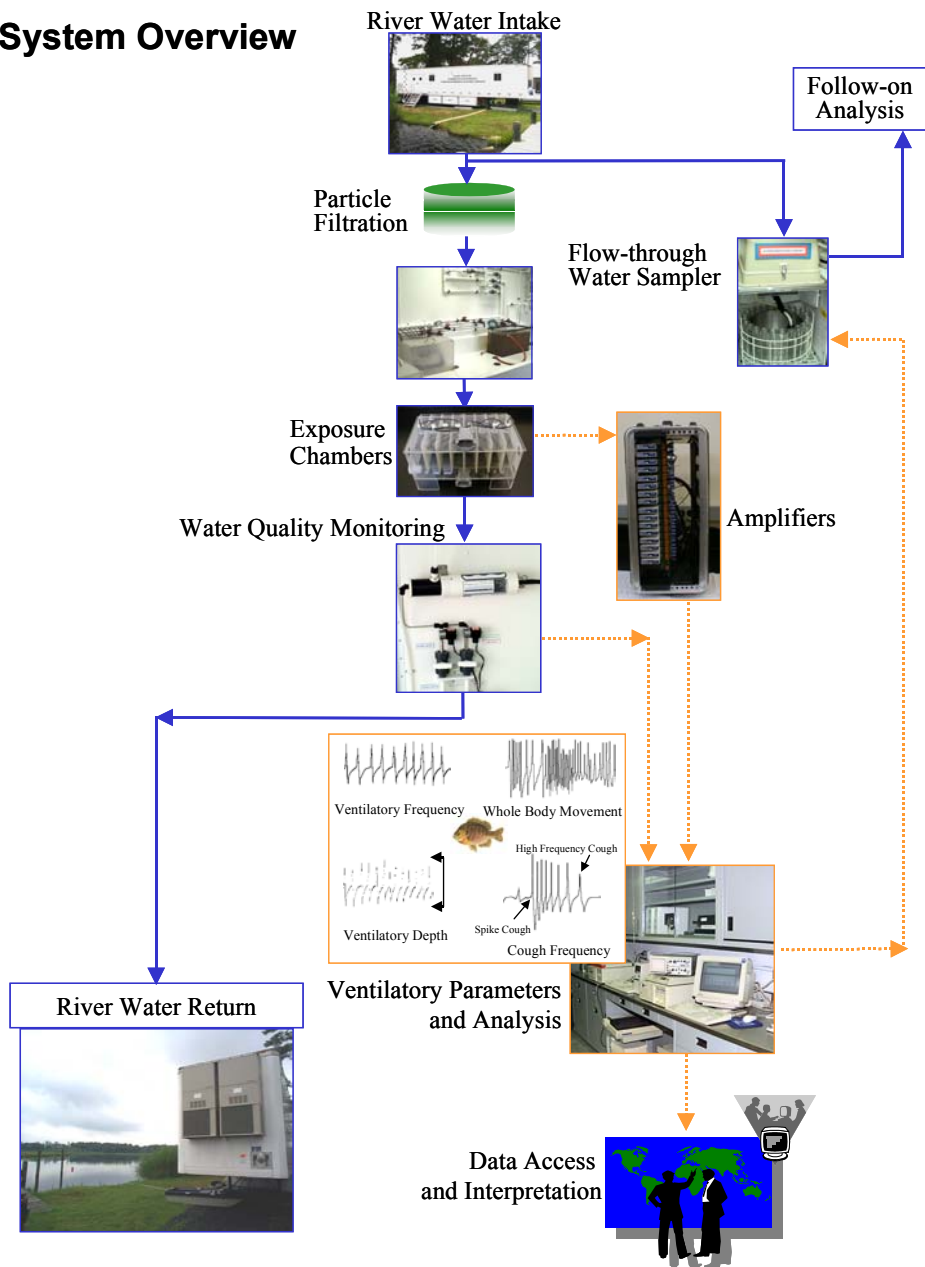 System Overview
River Water Intake
Follow-on
Analysis
Particle
Filtration
Flow-through
Water Sampler
Exposure
Chambers
Amplifiers
Water Quality Monitoring
Ventilatory Frequency
Whole Body Movement
High Frequency Cough
Spike Cough
Ventilatory Depth
Cough Frequency
Ventilatory Parameters
and Analysis
River Water Return
Data Access
and Interpretation